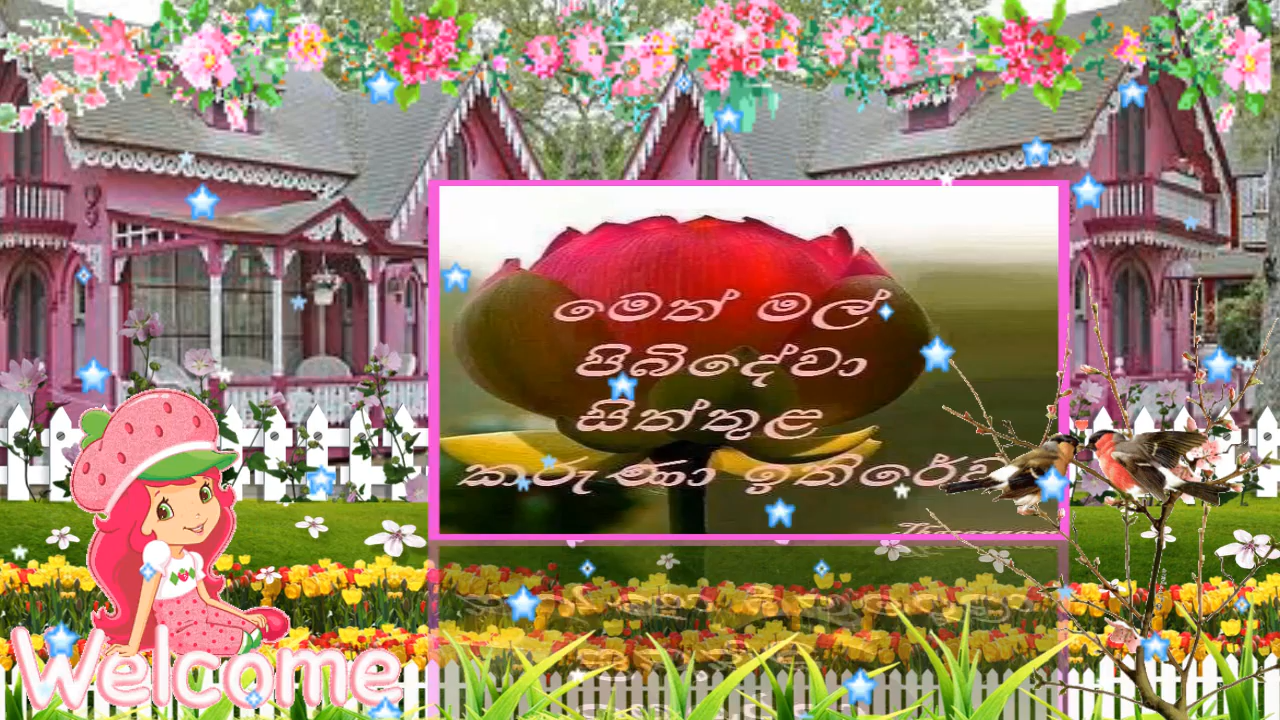 මෙත් මල්
පිබිදේවා
සිත්තුළ
කරුණා ඉතිරේවා
Welcome